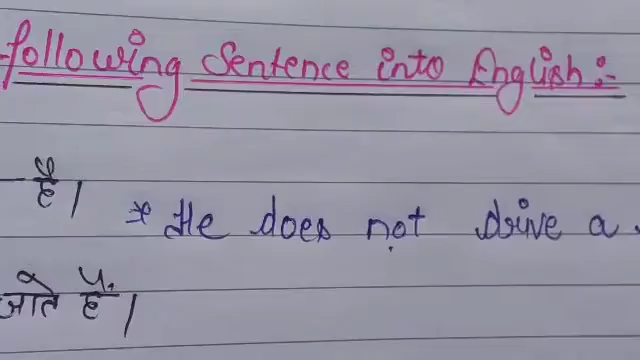 following Sentence into English:-
है। * He does not drive a
जाते हैं।